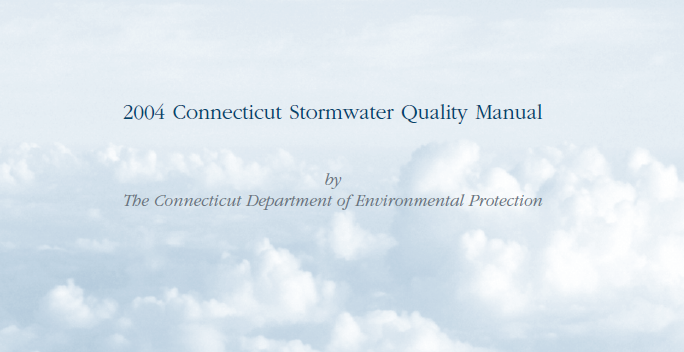 2004 Connecticut Stormwater Quality Manual
by
The Connecticut Department of Environmental Protection